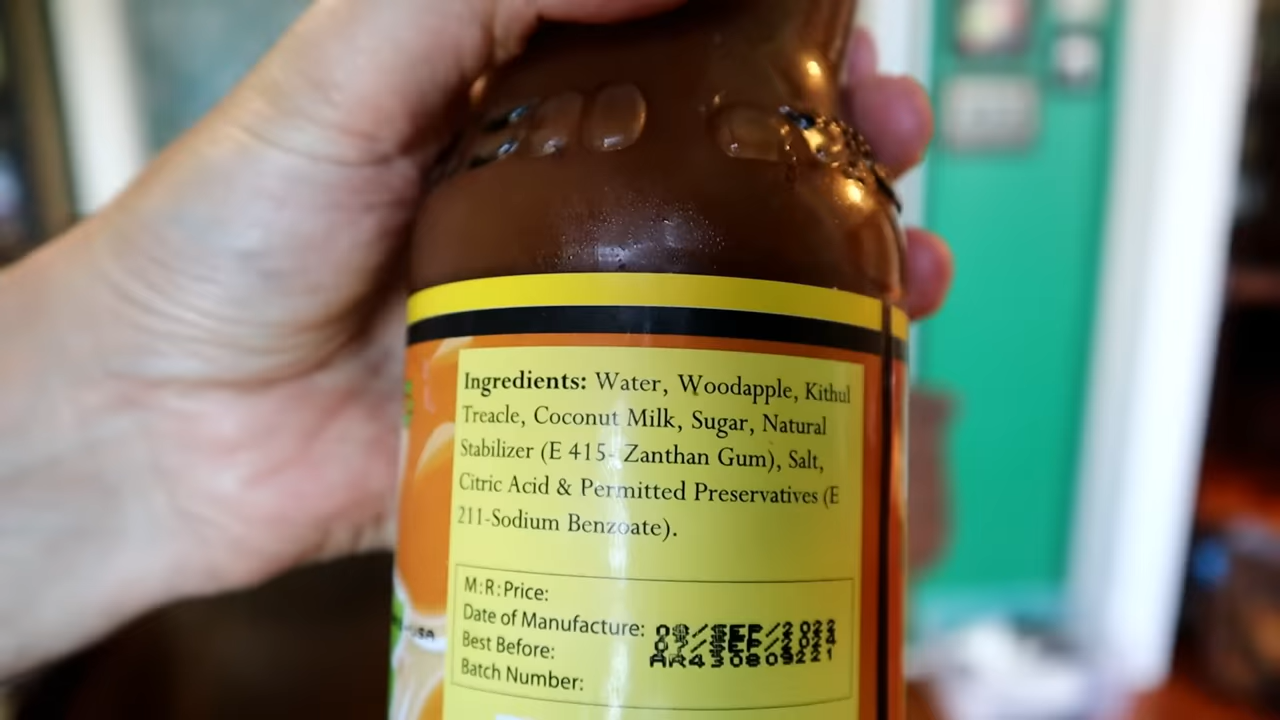 Ingredients: Water, Woodapple, Kithul
Treacle, Coconut Milk, Sugar, Natural
Stabilizer (E 415- Zanthan Gum), Salt,
Citric Acid & Permitted Preservatives (E
211-Sodium Benzoate).
M:R:Price:
Date of Manufacture:
Best Before:
Batch Number: